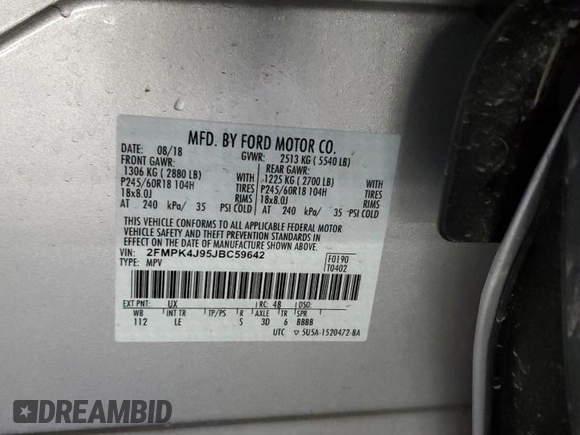 MFD. BY FORD MOTOR CO.
DATE: 08/18 GVWR: 2513 KG ( 5540 LB)
FRONT GAWR: REAR GAWR:
1306 KG ( 2880 LB) WITH 1225 KG ( 2700 LB) WITH
P245/60R18 104H TIRES P245/60R18 104H TIRES
18x8.0J RIMS 18x8.0J RIMS
AT 240 kPa/ 35 PSI COLD AT 240 kPa/ 35 PSI COLD
THIS VEHICLE CONFORMS TO ALL APPLICABLE FEDERAL MOTOR
VEHICLE SAFETY AND THEFT PREVENTION STANDARDS IN
EFFECT ON THE DATE OF MANUFACTURE SHOWN ABOVE.
VIN: 2FMPK4J95JBC59642 F0190
TYPE: MPV T0402
EXT PNT: UX RC: 48 DSO:
WB INT TR TP/PS R AXLE TR SPR
112 LE S 3D 6 BBBB
UTC ▽ 5U5A-1520472-BA
DREAMBID